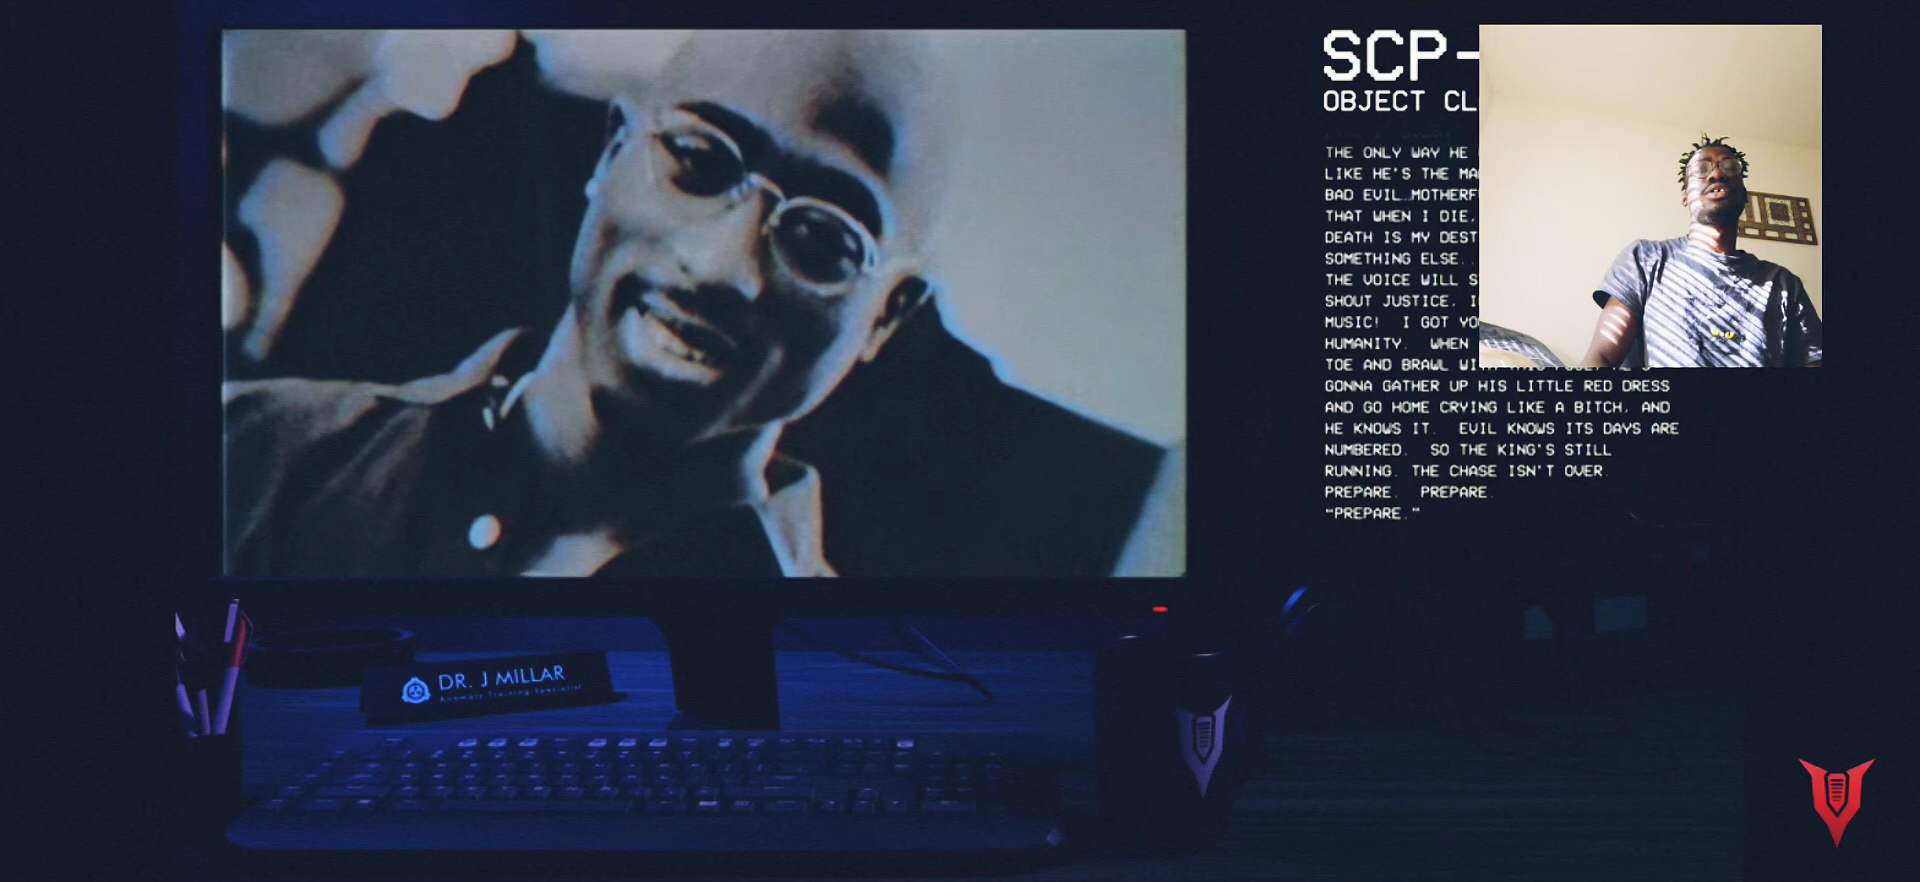 SCP-
OBJECT CL
THE ONLY WAY HE
LIKE HE'S THE MA
BAD EVIL MOTHERF
THAT WHEN I DIE,
DEATH IS MY DEST
SOMETHING ELSE.
THE VOICE WILL S
SHOUT JUSTICE, I
MUSIC! I GOT YO
HUMANITY. WHEN
TOE AND BRAWL
GONNA GATHER UP HIS LITTLE RED DRESS
AND GO HOME CRYING LIKE A BITCH, AND
HE KNOWS IT. EVIL KNOWS ITS DAYS ARE
NUMBERED. SO THE KING'S STILL
RUNNING. THE CHASE ISN'T OVER.
PREPARE. PREPARE.
"PREPARE."
DR. J MILLAR
Anomaly Training Specialist